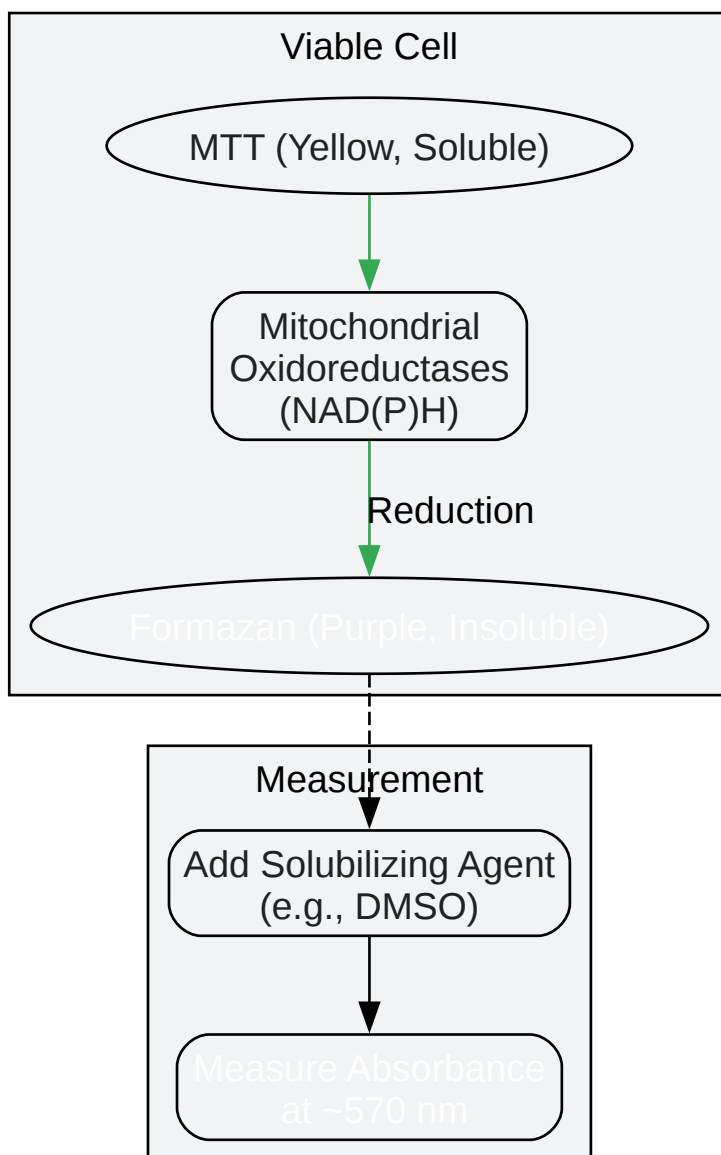 Viable Cell
MTT (Yellow, Soluble)
Mitochondrial
Oxidoreductases
(NAD(P)H)
Reduction
Formazan (Purple, Insoluble)
Measurement
Add Solubilizing Agent
(e.g., DMSO)
Measure Absorbance
at ~570 nm